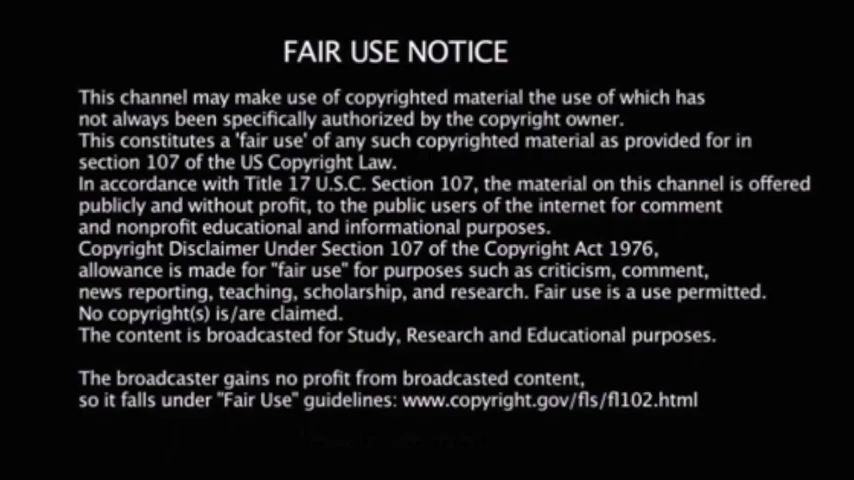 FAIR USE NOTICE
This channel may make use of copyrighted material the use of which has
not always been specifically authorized by the copyright owner.
This constitutes a 'fair use' of any such copyrighted material as provided for in
section 107 of the US Copyright Law.
In accordance with Title 17 U.S.C. Section 107, the material on this channel is offered
publicly and without profit, to the public users of the internet for comment
and nonprofit educational and informational purposes.
Copyright Disclaimer Under Section 107 of the Copyright Act 1976,
allowance is made for "fair use" for purposes such as criticism, comment,
news reporting, teaching, scholarship, and research. Fair use is a use permitted.
No copyright(s) is/are claimed.
The content is broadcasted for Study, Research and Educational purposes.
The broadcaster gains no profit from broadcasted content,
so it falls under "Fair Use" guidelines: www.copyright.gov/fls/fl102.html